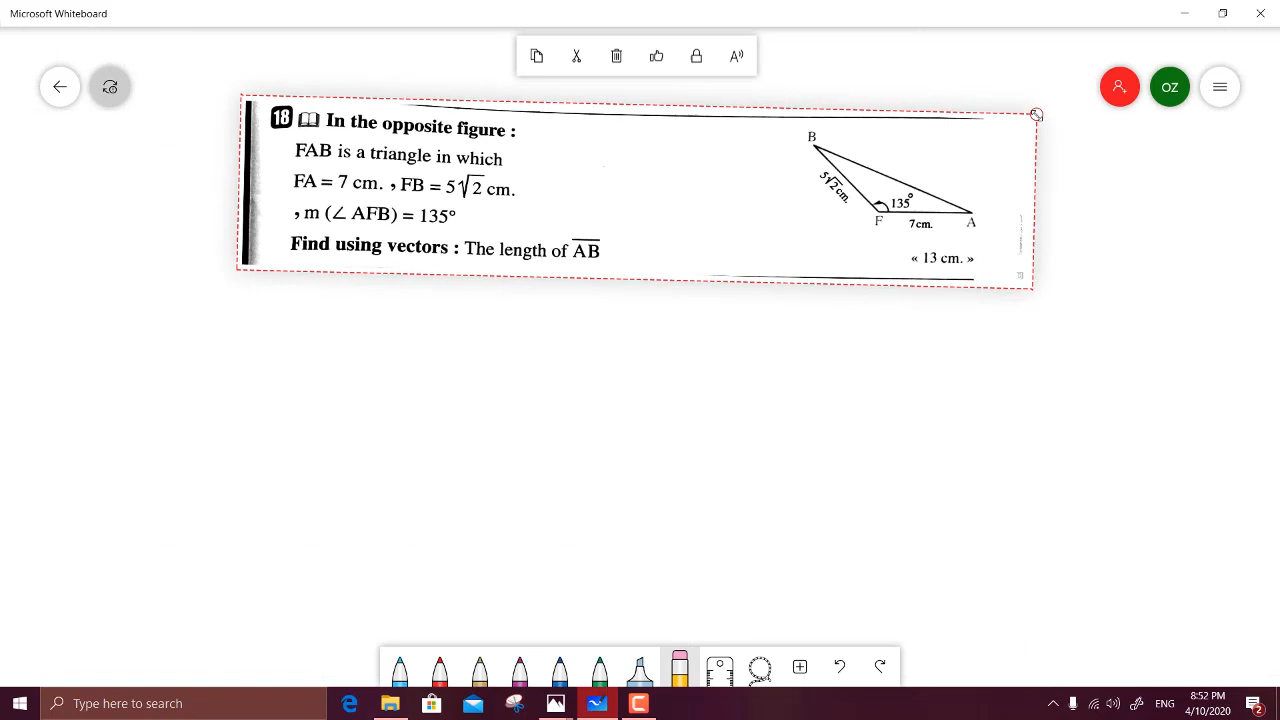 Microsoft Whiteboard
OZ
18 In the opposite figure :
FAB is a triangle in which
FA = 7 cm. , FB = 5√2 cm.
, m (∠ AFB) = 135°
Find using vectors : The length of AB
« 13 cm. »
B
5√2 cm.
135°
F
7cm.
A
Type here to search
ENG
8:52 PM
4/10/2020
2